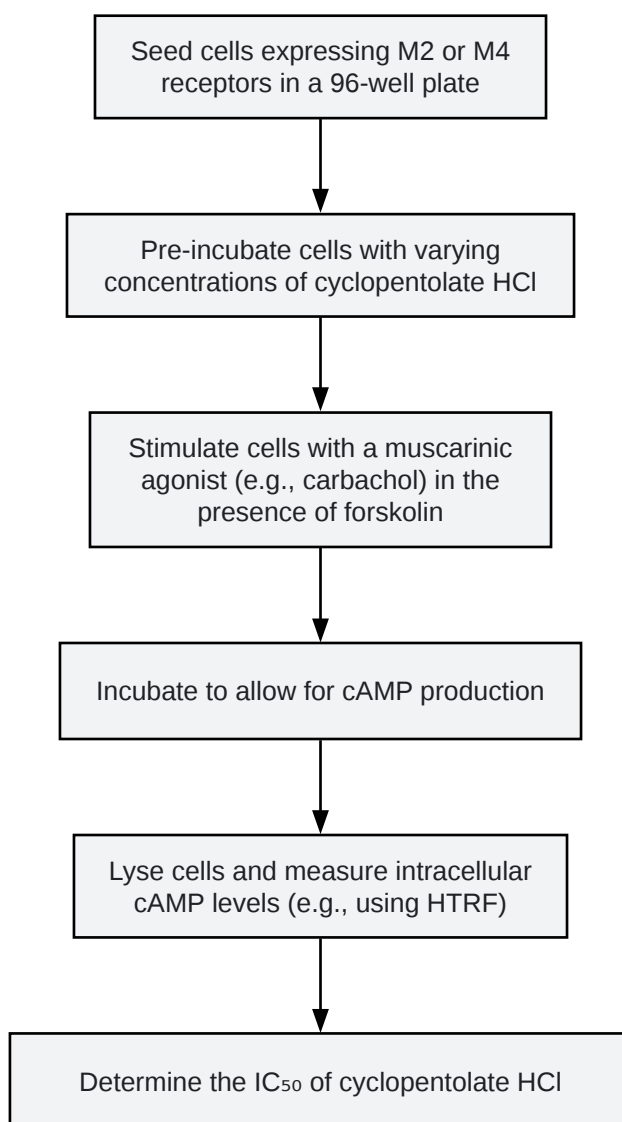 Seed cells expressing M2 or M4
receptors in a 96-well plate
Pre-incubate cells with varying
concentrations of cyclopentolate HCl
Stimulate cells with a muscarinic
agonist (e.g., carbachol) in the
presence of forskolin
Incubate to allow for cAMP production
Lyse cells and measure intracellular
cAMP levels (e.g., using HTRF)
Determine the IC₅₀ of cyclopentolate HCl